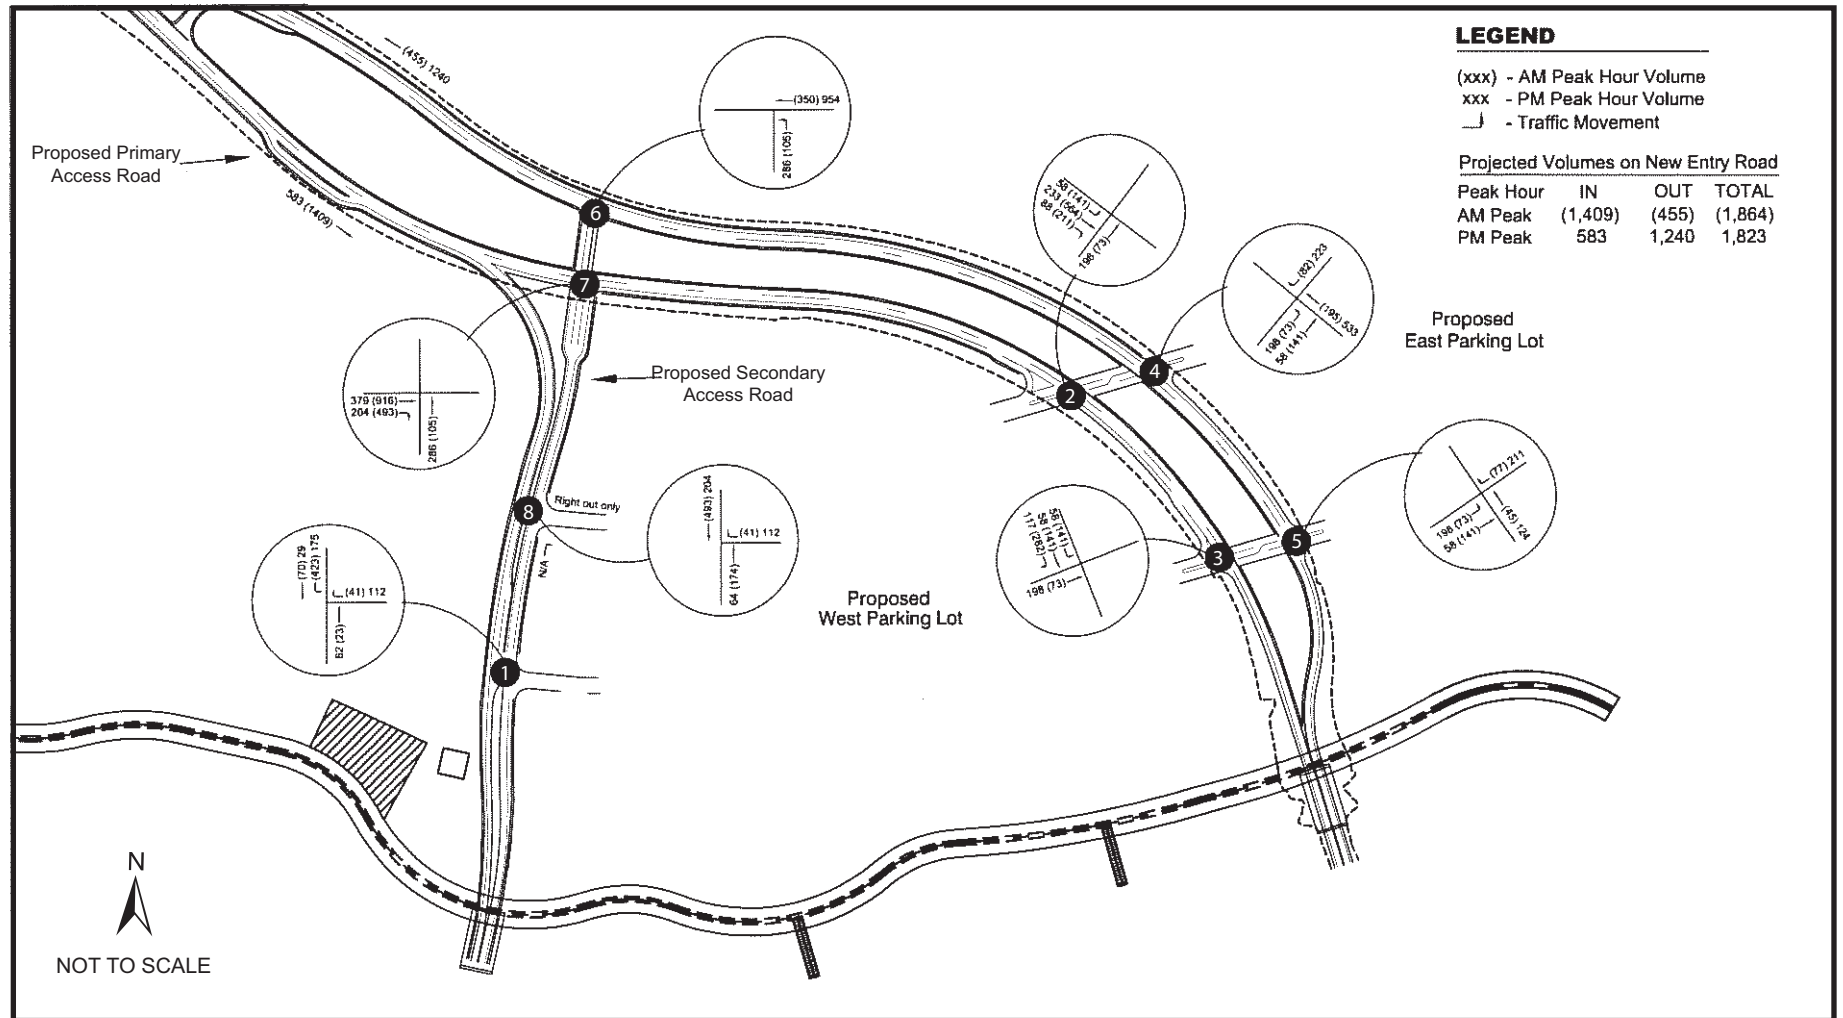 LEGEND
(xxx) - AM Peak Hour Volume
xxx - PM Peak Hour Volume
- Traffic Movement
Projected Volumes on New Entry Road
Peak Hour IN OUT TOTAL
AM Peak (1,409) (455) (1,864)
PM Peak 583 1,240 1,823
(455) 1240
Proposed Primary
Access Road
583 (1409)
(350) 954
286 (105)
6
7
379 (916)
204 (493)
286 (105)
Proposed Secondary
Access Road
58 (141)
233 (564)
88 (211)
198 (73)
2
(82) 223
(195) 533
198 (73)
58 (141)
4
Proposed
East Parking Lot
Right out only
8
N/A
(493) 204
(41) 112
64 (174)
(70) 29
(423) 175
(41) 112
62 (23)
1
Proposed
West Parking Lot
58 (141)
58 (141)
117 (282)
198 (73)
3
(77) 211
(45) 124
198 (73)
58 (141)
5
N
NOT TO SCALE